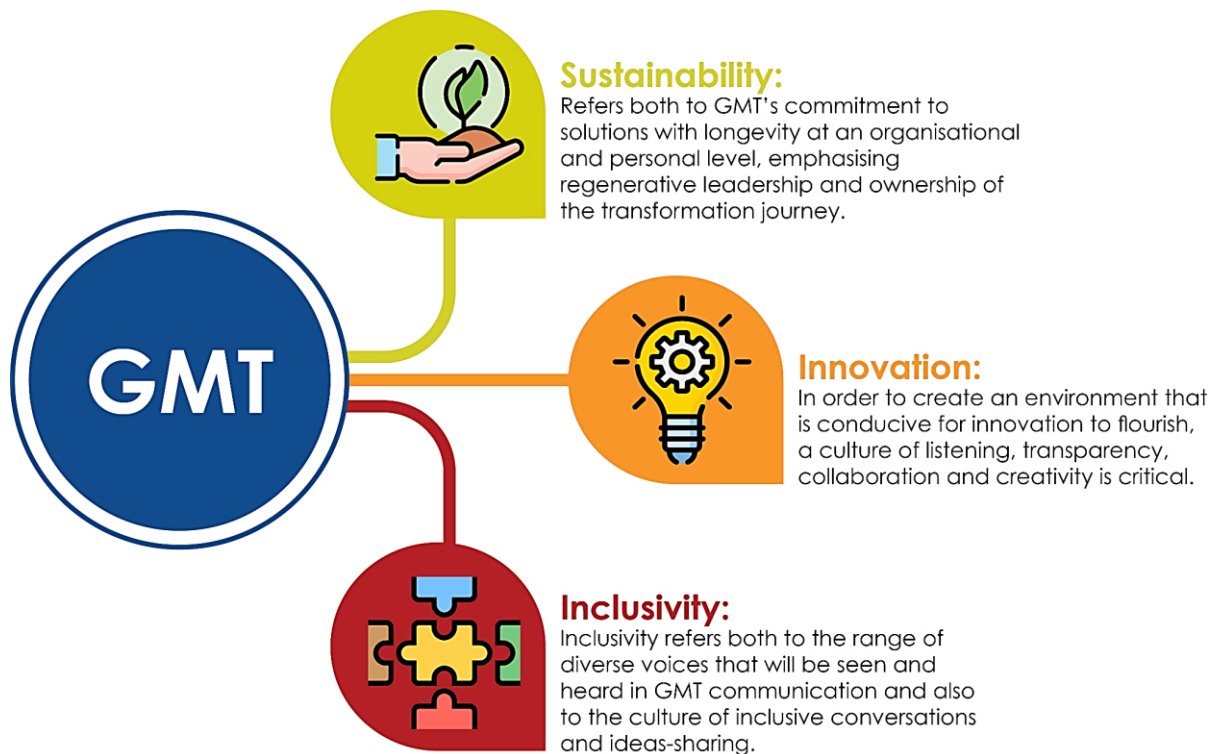 GMT
Sustainability:
Refers both to GMT’s commitment to
solutions with longevity at an organisational
and personal level, emphasising
regenerative leadership and ownership of
the transformation journey.
Innovation:
In order to create an environment that
is conducive for innovation to flourish,
a culture of listening, transparency,
collaboration and creativity is critical.
Inclusivity:
Inclusivity refers both to the range of
diverse voices that will be seen and
heard in GMT communication and also
to the culture of inclusive conversations
and ideas-sharing.